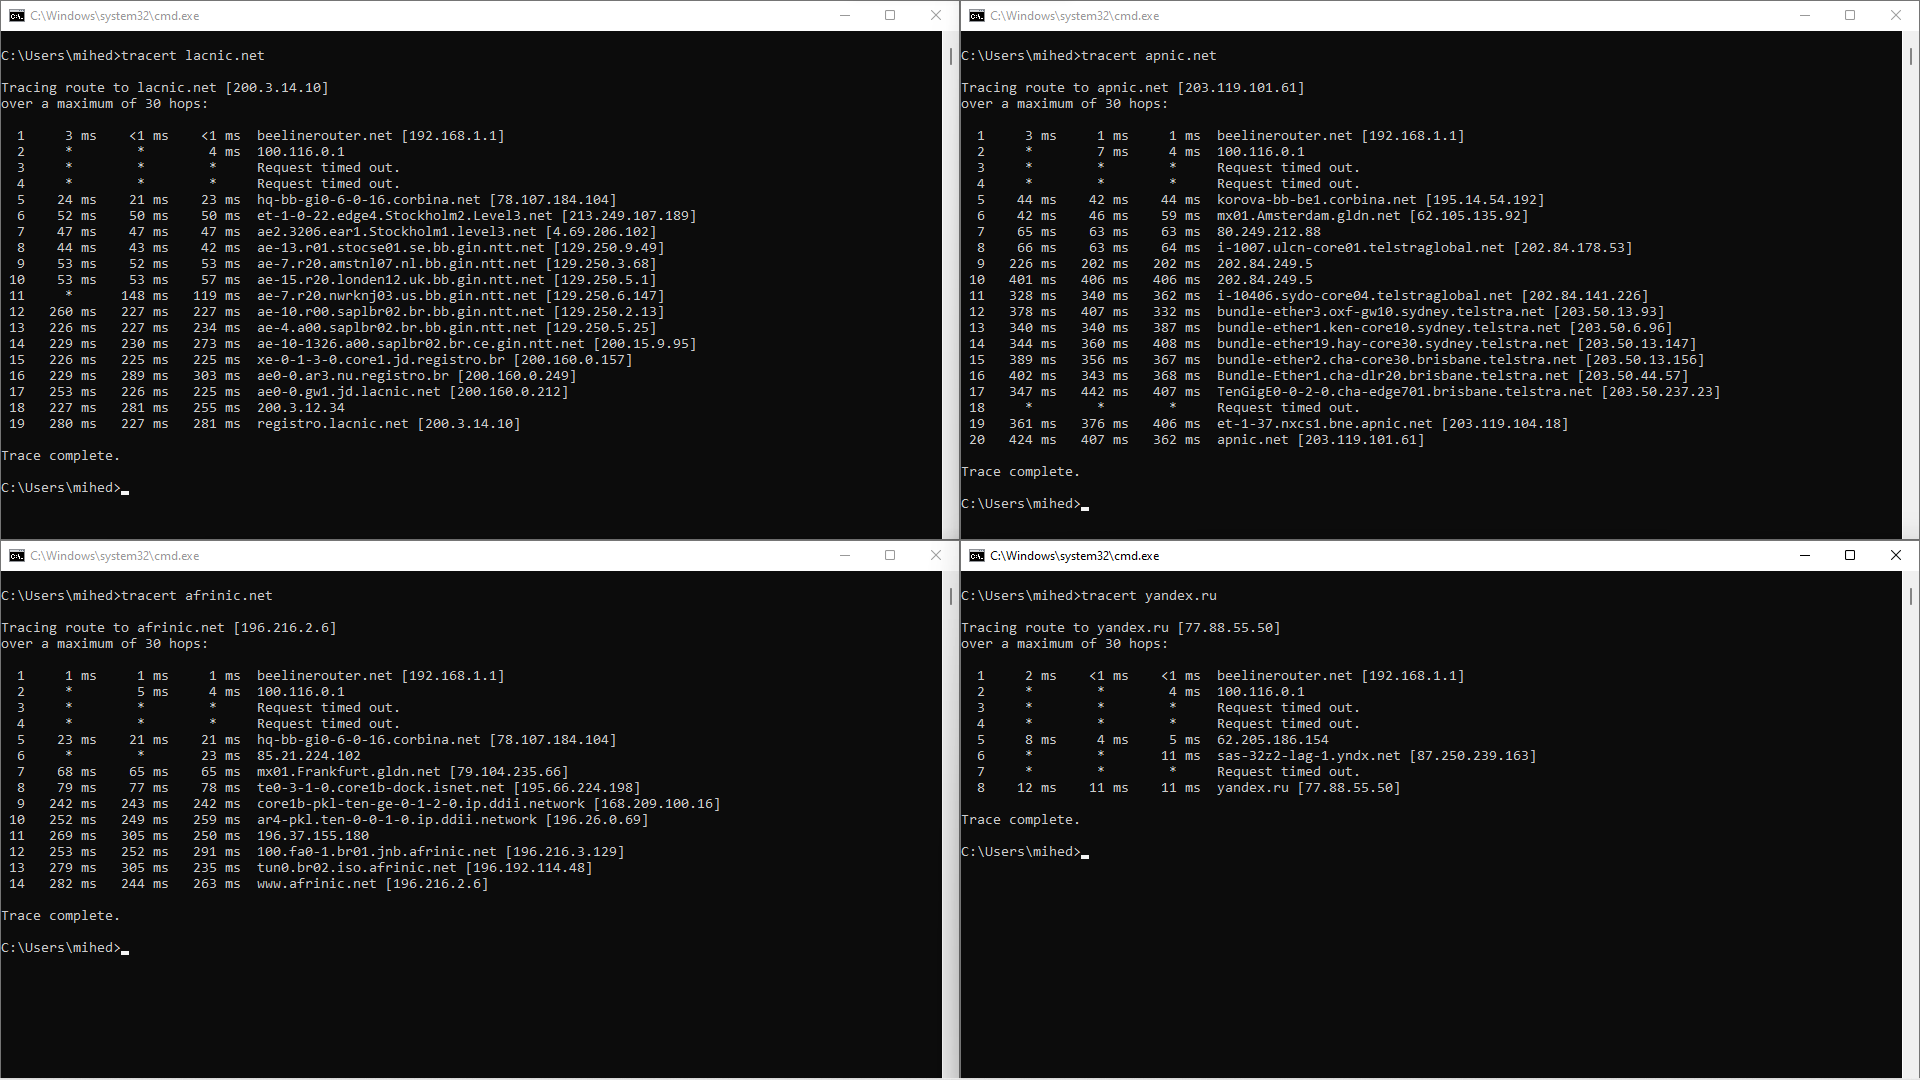 C:\Windows\system32\cmd.exe
C:\Users\mihed>tracert lacnic.net
Tracing route to lacnic.net [200.3.14.10]
over a maximum of 30 hops:
1 3 ms <1 ms <1 ms beelinerouter.net [192.168.1.1]
2 * * 4 ms 100.116.0.1
3 * * * Request timed out.
4 * * * Request timed out.
5 24 ms 21 ms 23 ms hq-bb-gi0-6-0-16.corbina.net [78.107.184.104]
6 52 ms 50 ms 50 ms et-1-0-22.edge4.Stockholm2.Level3.net [213.249.107.189]
7 47 ms 47 ms 47 ms ae2.3206.ear1.Stockholm1.level3.net [4.69.206.102]
8 44 ms 43 ms 42 ms ae-13.r01.stocse01.se.bb.gin.ntt.net [129.250.9.49]
9 53 ms 52 ms 53 ms ae-7.r20.amstnl07.nl.bb.gin.ntt.net [129.250.3.68]
10 53 ms 53 ms 57 ms ae-15.r20.londen12.uk.bb.gin.ntt.net [129.250.5.1]
11 * 148 ms 119 ms ae-7.r20.nwrknj03.us.bb.gin.ntt.net [129.250.6.147]
12 260 ms 227 ms 227 ms ae-10.r00.saplbr02.br.bb.gin.ntt.net [129.250.2.13]
13 226 ms 227 ms 234 ms ae-4.a00.saplbr02.br.bb.gin.ntt.net [129.250.5.25]
14 229 ms 230 ms 273 ms ae-10-1326.a00.saplbr02.br.ce.gin.ntt.net [200.15.9.95]
15 226 ms 225 ms 225 ms xe-0-1-3-0.core1.jd.registro.br [200.160.0.157]
16 229 ms 289 ms 303 ms ae0-0.ar3.nu.registro.br [200.160.0.249]
17 253 ms 226 ms 225 ms ae0-0.gw1.jd.lacnic.net [200.160.0.212]
18 227 ms 281 ms 255 ms 200.3.12.34
19 280 ms 227 ms 281 ms registro.lacnic.net [200.3.14.10]
Trace complete.
C:\Users\mihed>
C:\Windows\system32\cmd.exe
C:\Users\mihed>tracert apnic.net
Tracing route to apnic.net [203.119.101.61]
over a maximum of 30 hops:
1 3 ms 1 ms 1 ms beelinerouter.net [192.168.1.1]
2 * 7 ms 4 ms 100.116.0.1
3 * * * Request timed out.
4 * * * Request timed out.
5 44 ms 42 ms 44 ms korova-bb-be1.corbina.net [195.14.54.192]
6 42 ms 46 ms 59 ms mx01.Amsterdam.gldn.net [62.105.135.92]
7 65 ms 63 ms 63 ms 80.249.212.88
8 66 ms 63 ms 64 ms i-1007.ulcn-core01.telstraglobal.net [202.84.178.53]
9 226 ms 202 ms 202 ms 202.84.249.5
10 401 ms 406 ms 406 ms 202.84.249.5
11 328 ms 340 ms 362 ms i-10406.sydo-core04.telstraglobal.net [202.84.141.226]
12 378 ms 407 ms 332 ms bundle-ether3.oxf-gw10.sydney.telstra.net [203.50.13.93]
13 340 ms 340 ms 387 ms bundle-ether1.ken-core10.sydney.telstra.net [203.50.6.96]
14 344 ms 360 ms 408 ms bundle-ether19.hay-core30.sydney.telstra.net [203.50.13.147]
15 389 ms 356 ms 367 ms bundle-ether2.cha-core30.brisbane.telstra.net [203.50.13.156]
16 402 ms 343 ms 368 ms Bundle-Ether1.cha-dlr20.brisbane.telstra.net [203.50.44.57]
17 347 ms 442 ms 407 ms TenGigE0-0-2-0.cha-edge701.brisbane.telstra.net [203.50.237.23]
18 * * * Request timed out.
19 361 ms 376 ms 406 ms et-1-37.nxcs1.bne.apnic.net [203.119.104.18]
20 424 ms 407 ms 362 ms apnic.net [203.119.101.61]
Trace complete.
C:\Users\mihed>
C:\Windows\system32\cmd.exe
C:\Users\mihed>tracert afrinic.net
Tracing route to afrinic.net [196.216.2.6]
over a maximum of 30 hops:
1 1 ms 1 ms 1 ms beelinerouter.net [192.168.1.1]
2 * 5 ms 4 ms 100.116.0.1
3 * * * Request timed out.
4 * * * Request timed out.
5 23 ms 21 ms 21 ms hq-bb-gi0-6-0-16.corbina.net [78.107.184.104]
6 * * 23 ms 85.21.224.102
7 68 ms 65 ms 65 ms mx01.Frankfurt.gldn.net [79.104.235.66]
8 79 ms 77 ms 78 ms te0-3-1-0.core1b-dock.isnet.net [195.66.224.198]
9 242 ms 243 ms 242 ms core1b-pkl-ten-ge-0-1-2-0.ip.ddii.network [168.209.100.16]
10 252 ms 249 ms 259 ms ar4-pkl.ten-0-0-1-0.ip.ddii.network [196.26.0.69]
11 269 ms 305 ms 250 ms 196.37.155.180
12 253 ms 252 ms 291 ms 100.fa0-1.br01.jnb.afrinic.net [196.216.3.129]
13 279 ms 305 ms 235 ms tun0.br02.iso.afrinic.net [196.192.114.48]
14 282 ms 244 ms 263 ms www.afrinic.net [196.216.2.6]
Trace complete.
C:\Users\mihed>
C:\Windows\system32\cmd.exe
C:\Users\mihed>tracert yandex.ru
Tracing route to yandex.ru [77.88.55.50]
over a maximum of 30 hops:
1 2 ms <1 ms <1 ms beelinerouter.net [192.168.1.1]
2 * * 4 ms 100.116.0.1
3 * * * Request timed out.
4 * * * Request timed out.
5 8 ms 4 ms 5 ms 62.205.186.154
6 * * 11 ms sas-32z2-lag-1.yndx.net [87.250.239.163]
7 * * * Request timed out.
8 12 ms 11 ms 11 ms yandex.ru [77.88.55.50]
Trace complete.
C:\Users\mihed>